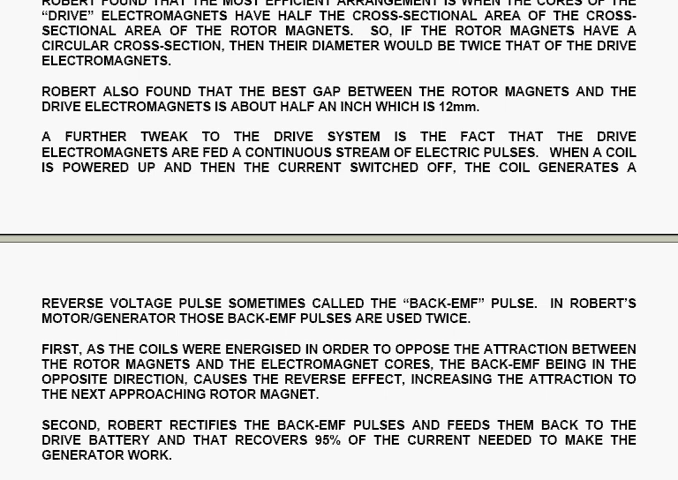 ROBERT FOUND THAT THE MOST EFFICIENT ARRANGEMENT IS WHEN THE CORES OF THE
“DRIVE” ELECTROMAGNETS HAVE HALF THE CROSS-SECTIONAL AREA OF THE CROSS-
SECTIONAL AREA OF THE ROTOR MAGNETS. SO, IF THE ROTOR MAGNETS HAVE A
CIRCULAR CROSS-SECTION, THEN THEIR DIAMETER WOULD BE TWICE THAT OF THE DRIVE
ELECTROMAGNETS.
ROBERT ALSO FOUND THAT THE BEST GAP BETWEEN THE ROTOR MAGNETS AND THE
DRIVE ELECTROMAGNETS IS ABOUT HALF AN INCH WHICH IS 12mm.
A FURTHER TWEAK TO THE DRIVE SYSTEM IS THE FACT THAT THE DRIVE
ELECTROMAGNETS ARE FED A CONTINUOUS STREAM OF ELECTRIC PULSES. WHEN A COIL
IS POWERED UP AND THEN THE CURRENT SWITCHED OFF, THE COIL GENERATES A
REVERSE VOLTAGE PULSE SOMETIMES CALLED THE “BACK-EMF” PULSE. IN ROBERT’S
MOTOR/GENERATOR THOSE BACK-EMF PULSES ARE USED TWICE.
FIRST, AS THE COILS WERE ENERGISED IN ORDER TO OPPOSE THE ATTRACTION BETWEEN
THE ROTOR MAGNETS AND THE ELECTROMAGNET CORES, THE BACK-EMF BEING IN THE
OPPOSITE DIRECTION, CAUSES THE REVERSE EFFECT, INCREASING THE ATTRACTION TO
THE NEXT APPROACHING ROTOR MAGNET.
SECOND, ROBERT RECTIFIES THE BACK-EMF PULSES AND FEEDS THEM BACK TO THE
DRIVE BATTERY AND THAT RECOVERS 95% OF THE CURRENT NEEDED TO MAKE THE
GENERATOR WORK.